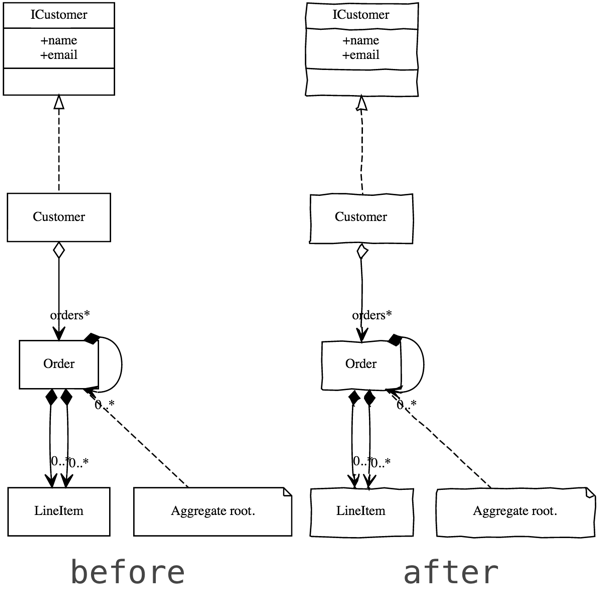 ICustomer
+name
+email
Customer
orders*
Order
0..*
0..*
0..*
LineItem
Aggregate root.
before
ICustomer
+name
+email
Customer
orders*
Order
0..*
0..*
0..*
LineItem
Aggregate root.
after